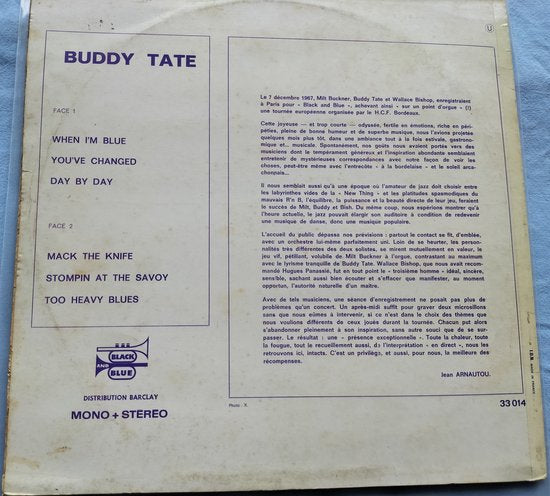 BUDDY TATE
FACE 1
WHEN I'M BLUE
YOU'VE CHANGED
DAY BY DAY
FACE 2
MACK THE KNIFE
STOMPIN AT THE SAVOY
TOO HEAVY BLUES
BLACK
AND
BLUE
DISTRIBUTION BARCLAY
MONO + STEREO
U
Le 7 décembre 1967, Milt Buckner, Buddy Tate et Wallace Bishop, enregistraient
à Paris pour « Black and Blue », achevant ainsi « sur un point d'orgue » (!)
une tournée européenne organisée par le H.C.F. Bordeaux.
Cette joyeuse — et trop courte — odyssée, fertile en émotions, riche en péri-
péties, pleine de bonne humeur et de superbe musique, nous l'avions projetée
quelques mois plus tôt, dans une ambiance tout à la fois estivale, gastrono-
mique et... musicale. Spontanément, nos goûts nous avaient portés vers des
musiciens dont le tempérament généreux et l'inspiration abondante semblaient
entretenir de mystérieuses correspondances avec notre façon de voir les
choses, peut-être même avec l'entrecôte « à la bordelaise » et le soleil arca-
chonnais...
Il nous semblait aussi qu'à une époque où l'amateur de jazz doit choisir entre
les labyrinthes vides de la « New Thing » et les platitudes spasmodiques du
mauvais R'n B, l'équilibre, la puissance et la beauté directe de leur jeu, feraient
le succès de Milt, Buddy et Bish. Du même coup, nous espérions montrer qu'à
l'heure actuelle, le jazz pouvait élargir son auditoire à condition de redevenir
une musique de danse, donc une musique populaire.
L'accueil du public dépasse nos prévisions : partout le contact se fit, d'emblée,
avec un orchestre lui-même parfaitement uni. Loin de se heurter, les person-
nalités très différentes des deux solistes, se mirent mutuellement en valeur, le
jeu vif, pétillant, volubile de Milt Buckner à l'orgue, contrastant au maximum
avec le lyrisme tranquille de Buddy Tate. Wallace Bishop, que nous avait recom-
mandé Hugues Panassié, fut en tout point le « troisième homme » idéal, sincère,
sensible, sachant aussi bien écouter et s'effacer que manifester, au moment
opportun, l'autorité naturelle d'un maître.
Avec de tels musiciens, une séance d'enregistrement ne posait pas plus de
problèmes qu'un concert. Un après-midi suffit pour graver deux microsillons
sans que nous eûmes à intervenir, si ce n'est dans le choix des thèmes que
nous voulions différents de ceux joués durant la tournée. Chacun put alors
s'abandonner pleinement à son inspiration, sans autre souci que de se sur-
passer. Le résultat : une « présence exceptionnelle ». Toute la chaleur, toute
la fougue, tout le recueillement aussi, de l'interprétation « en direct », nous les
retrouvons ici, intacts. C'est un privilège, et aussi, pour nous, la meilleure des
récompenses.
Jean ARNAUTOU.
Photo : X.
33 014